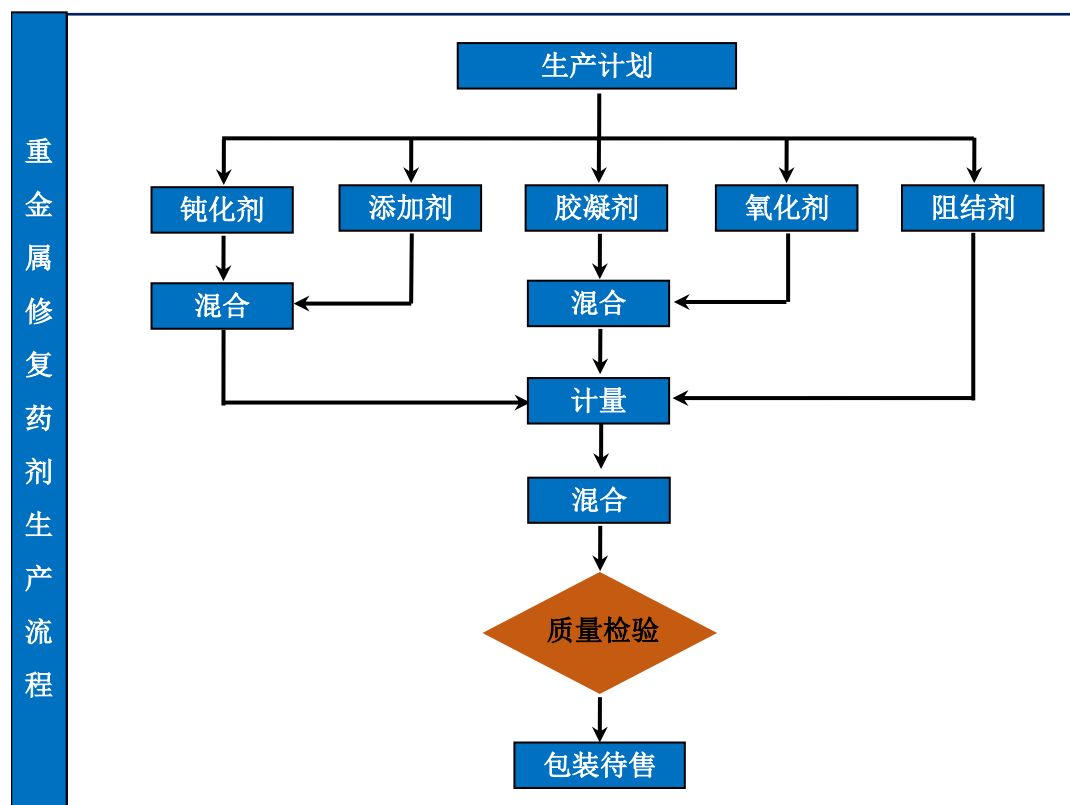 重金属修复药剂生产流程
生产计划
钝化剂
添加剂
胶凝剂
氧化剂
阻结剂
混合
混合
计量
混合
质量检验
包装待售